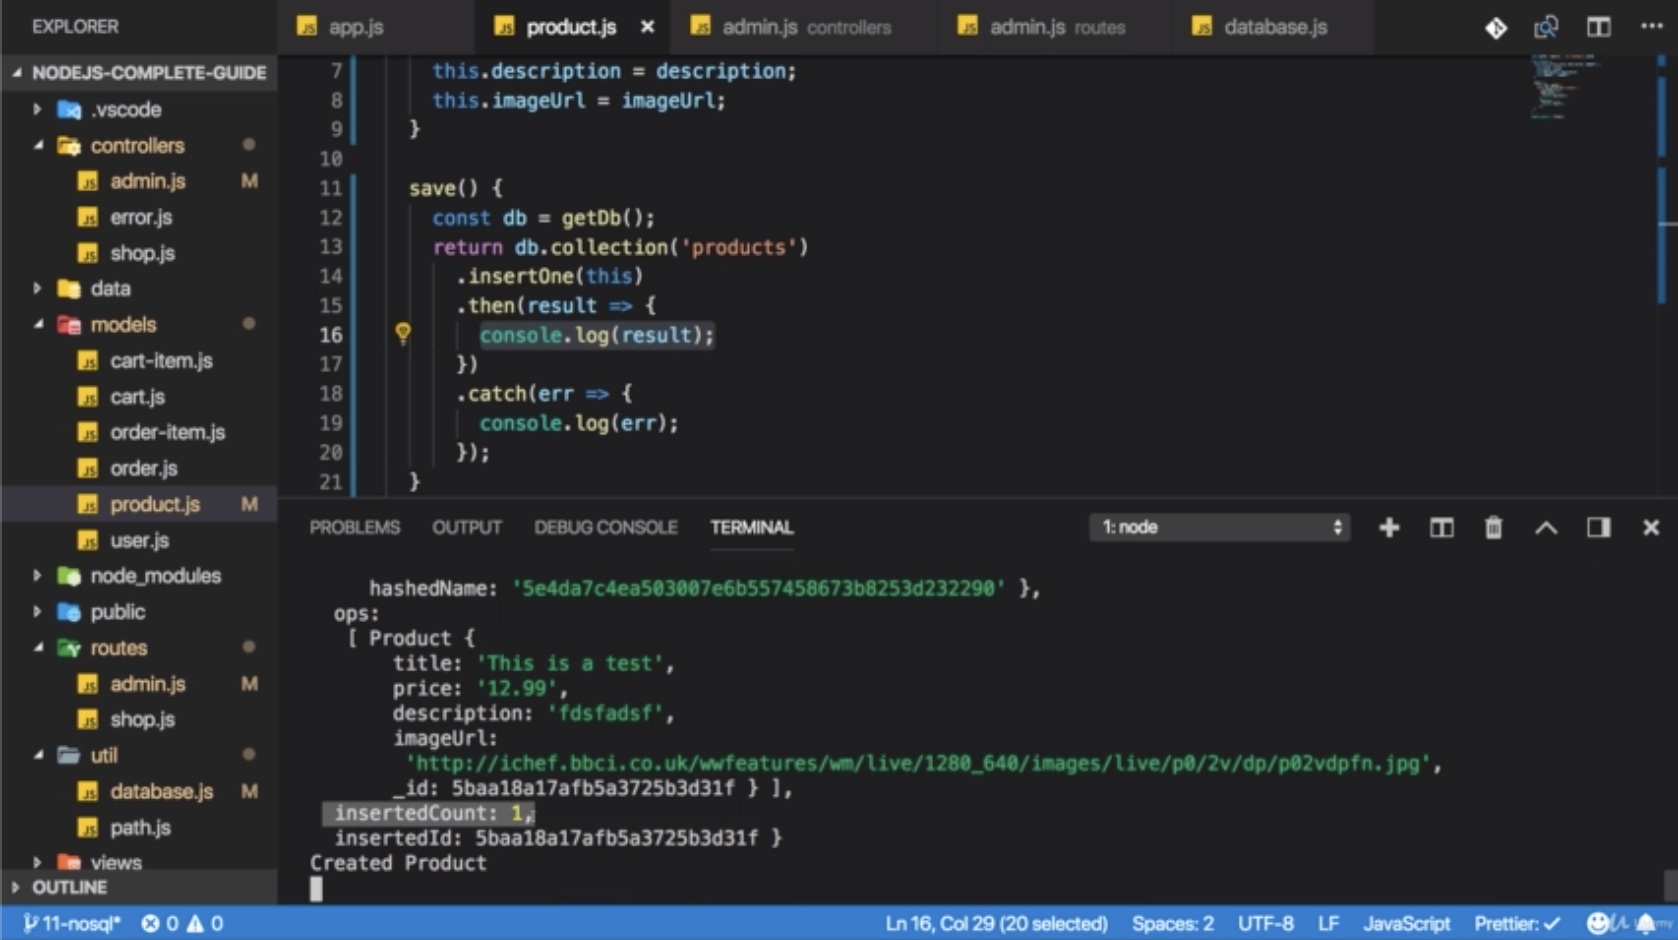 EXPLORER
app.js
product.js
admin.js controllers
admin.js routes
database.js
NODEJS-COMPLETE-GUIDE
.vscode
controllers
admin.js M
error.js
shop.js
data
models
cart-item.js
cart.js
order-item.js
order.js
product.js M
user.js
node_modules
public
routes
admin.js M
shop.js
util
database.js M
path.js
views
OUTLINE
7 this.description = description;
8 this.imageUrl = imageUrl;
9 }
10
11 save() {
12 const db = getDb();
13 return db.collection('products')
14 .insertOne(this)
15 .then(result => {
16 console.log(result);
17 })
18 .catch(err => {
19 console.log(err);
20 });
21 }
PROBLEMS OUTPUT DEBUG CONSOLE TERMINAL 1: node
hashedName: '5e4da7c4ea503007e6b557458673b8253d232290' },
ops:
[ Product {
title: 'This is a test',
price: '12.99',
description: 'fdsfadsf',
imageUrl:
'http://ichef.bbci.co.uk/wwfeatures/wm/live/1280_640/images/live/p0/2v/dp/p02vdpfn.jpg',
_id: 5baa18a17afb5a3725b3d31f } ],
insertedCount: 1,
insertedId: 5baa18a17afb5a3725b3d31f }
Created Product
11-nosql* 0 0 Ln 16, Col 29 (20 selected) Spaces: 2 UTF-8 LF JavaScript Prettier: ✓